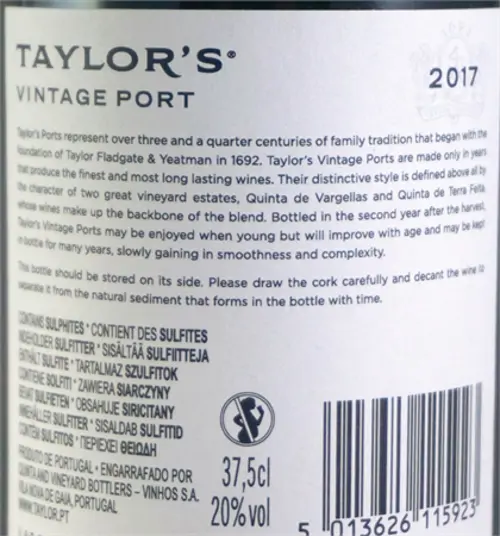 TAYLOR'S®
2017
VINTAGE PORT
Taylor's Ports represent over three and a quarter centuries of family tradition that began with the
foundation of Taylor Fladgate & Yeatman in 1692. Taylor's Vintage Ports are made only in years
that produce the finest and most long lasting wines. Their distinctive style is defined above all by
the character of two great vineyard estates, Quinta de Vargellas and Quinta de Terra Feita
whose wines make up the backbone of the blend. Bottled in the second year after the harvest,
Taylor's Vintage Ports may be enjoyed when young but will improve with age and may be kept
in bottle for many years, slowly gaining in smoothness and complexity.
This bottle should be stored on its side. Please draw the cork carefully and decant the wine to
separate it from the natural sediment that forms in the bottle with time.
CONTAINS SULPHITES • CONTIENT DES SULFITES
INDEHOLDER SULFITTER • SISÄLTÄÄ SULFIITTEJA
ENTHÄLT SULFITE • TARTALMAZ SZULFITOK
CONTIENE SOLFITI • ZAWIERA SIARCZYNY
BEVAT SULFIETEN • OBSAHUJE SIRICITANY
INNEHÅLLER SULFITER • SISALDAB SULFITID
CONTÉM SULFITOS • ΠΕΡΙΕΧΕΙ ΘΕΙΩΔΗ
PRODUTO DE PORTUGAL • ENGARRAFADO POR
QUINTA AND VINEYARD BOTTLERS – VINHOS S.A.
VILA NOVA DE GAIA, PORTUGAL
WWW.TAYLOR.PT
37,5cl
20%vol
5 013626 115923